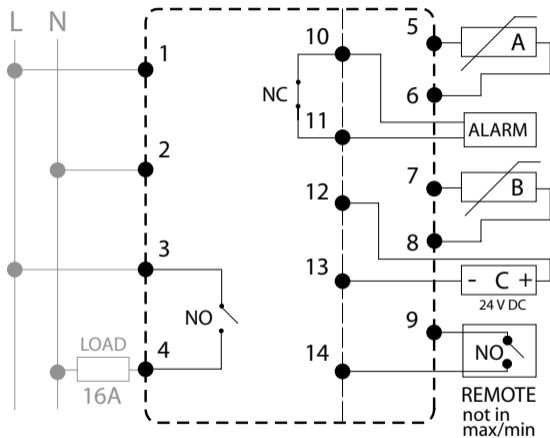 L N
1
2
3
4
NO
LOAD
16A
10
NC
11
12
13
14
5
A
6
ALARM
7
B
8
- C +
24 V DC
9
NO
REMOTE
not in
max/min